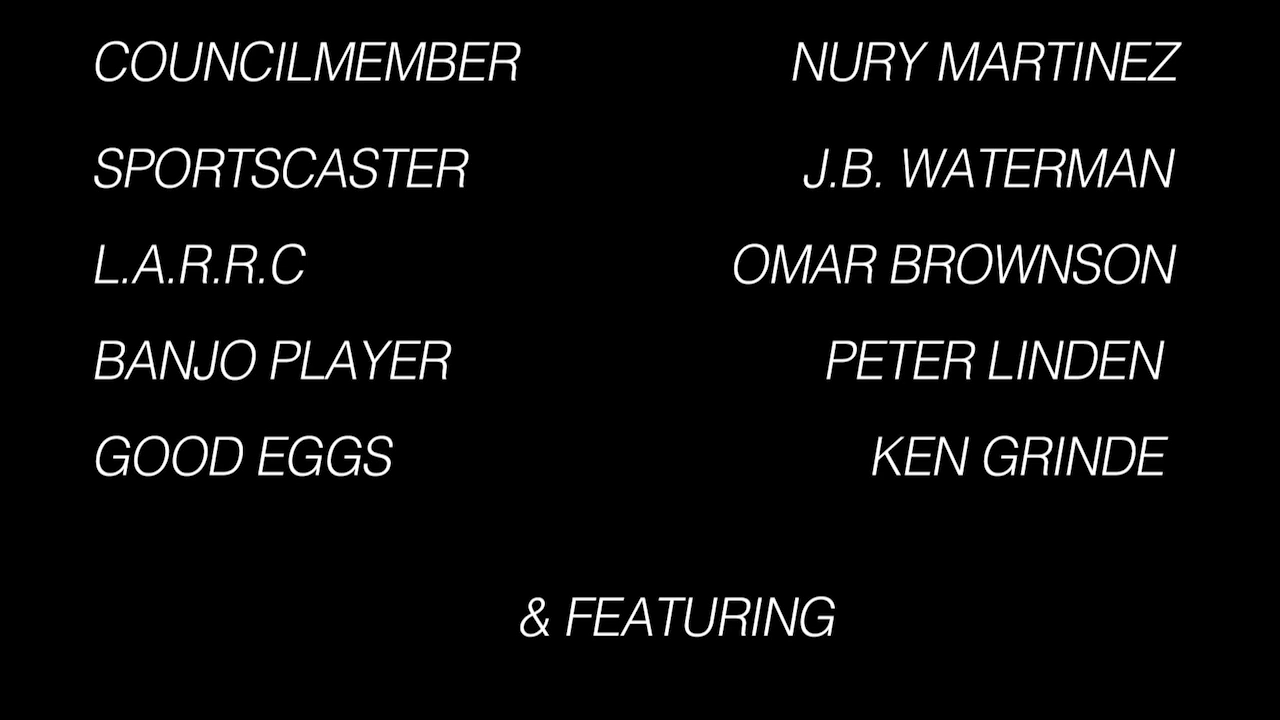 COUNCILMEMBER NURY MARTINEZ
SPORTSCASTER J.B. WATERMAN
L.A.R.R.C OMAR BROWNSON
BANJO PLAYER PETER LINDEN
GOOD EGGS KEN GRINDE
& FEATURING